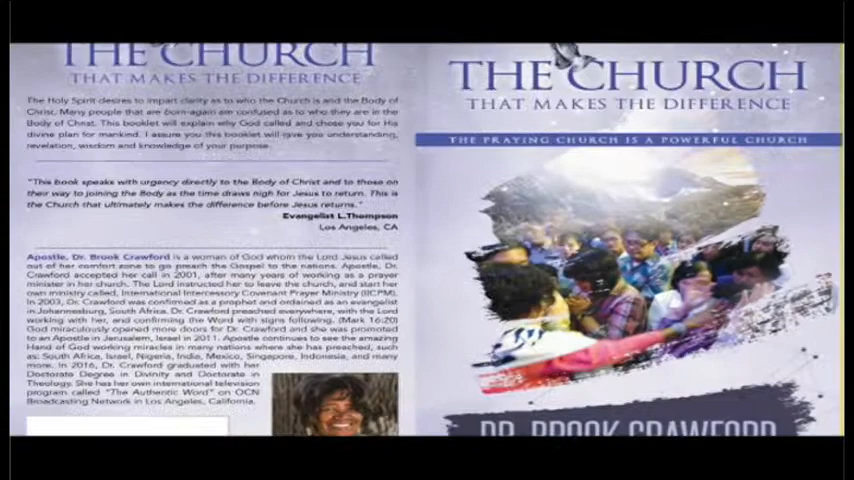 THE CHURCH
THAT MAKES THE DIFFERENCE
The Holy Spirit desires to impart clarity as to who the Church is and the Body of
Christ. Many people that are born-again are confused as to who they are in the
Body of Christ. This booklet will explain why God called and chose you for His
divine plan for mankind. I assure you this booklet will give you understanding,
revelation, wisdom and knowledge of your purpose.
"This book speaks with urgency directly to the Body of Christ and to those on
their way to joining the Body as the time draws nigh for Jesus to return. This is
the Church that ultimately makes the difference before Jesus returns."
Evangelist L.Thompson
Los Angeles, CA
Apostle, Dr. Brook Crawford is a woman of God whom the Lord Jesus called
out of her comfort zone to go preach the Gospel to the nations. Apostle, Dr.
Crawford accepted her call in 2001, after many years of working as a prayer
minister in her church. The Lord instructed her to leave the church, and start her
own ministry called, International Intercessory Covenant Prayer Ministry (IICPM).
In 2003, Dr. Crawford was confirmed as a prophet and ordained as an evangelist
in Johannesburg, South Africa. Dr. Crawford preached everywhere, with the Lord
working with her, and confirming the Word with signs following. (Mark 16:20)
God miraculously opened more doors for Dr. Crawford and she was promoted
to an Apostle in Jerusalem, Israel in 2011. Apostle continues to see the amazing
Hand of God working miracles in many nations where she has preached, such
as: South Africa, Israel, Nigeria, India, Mexico, Singapore, Indonesia, and many
more. In 2016, Dr. Crawford graduated with her
Doctorate Degree in Divinity and Doctorate in
Theology. She has her own international television
program called "The Authentic Word" on OCN
Broadcasting Network in Los Angeles, California.
THE CHURCH
THAT MAKES THE DIFFERENCE
THE PRAYING CHURCH IS A POWERFUL CHURCH
DR. BROOK CRAWFORD